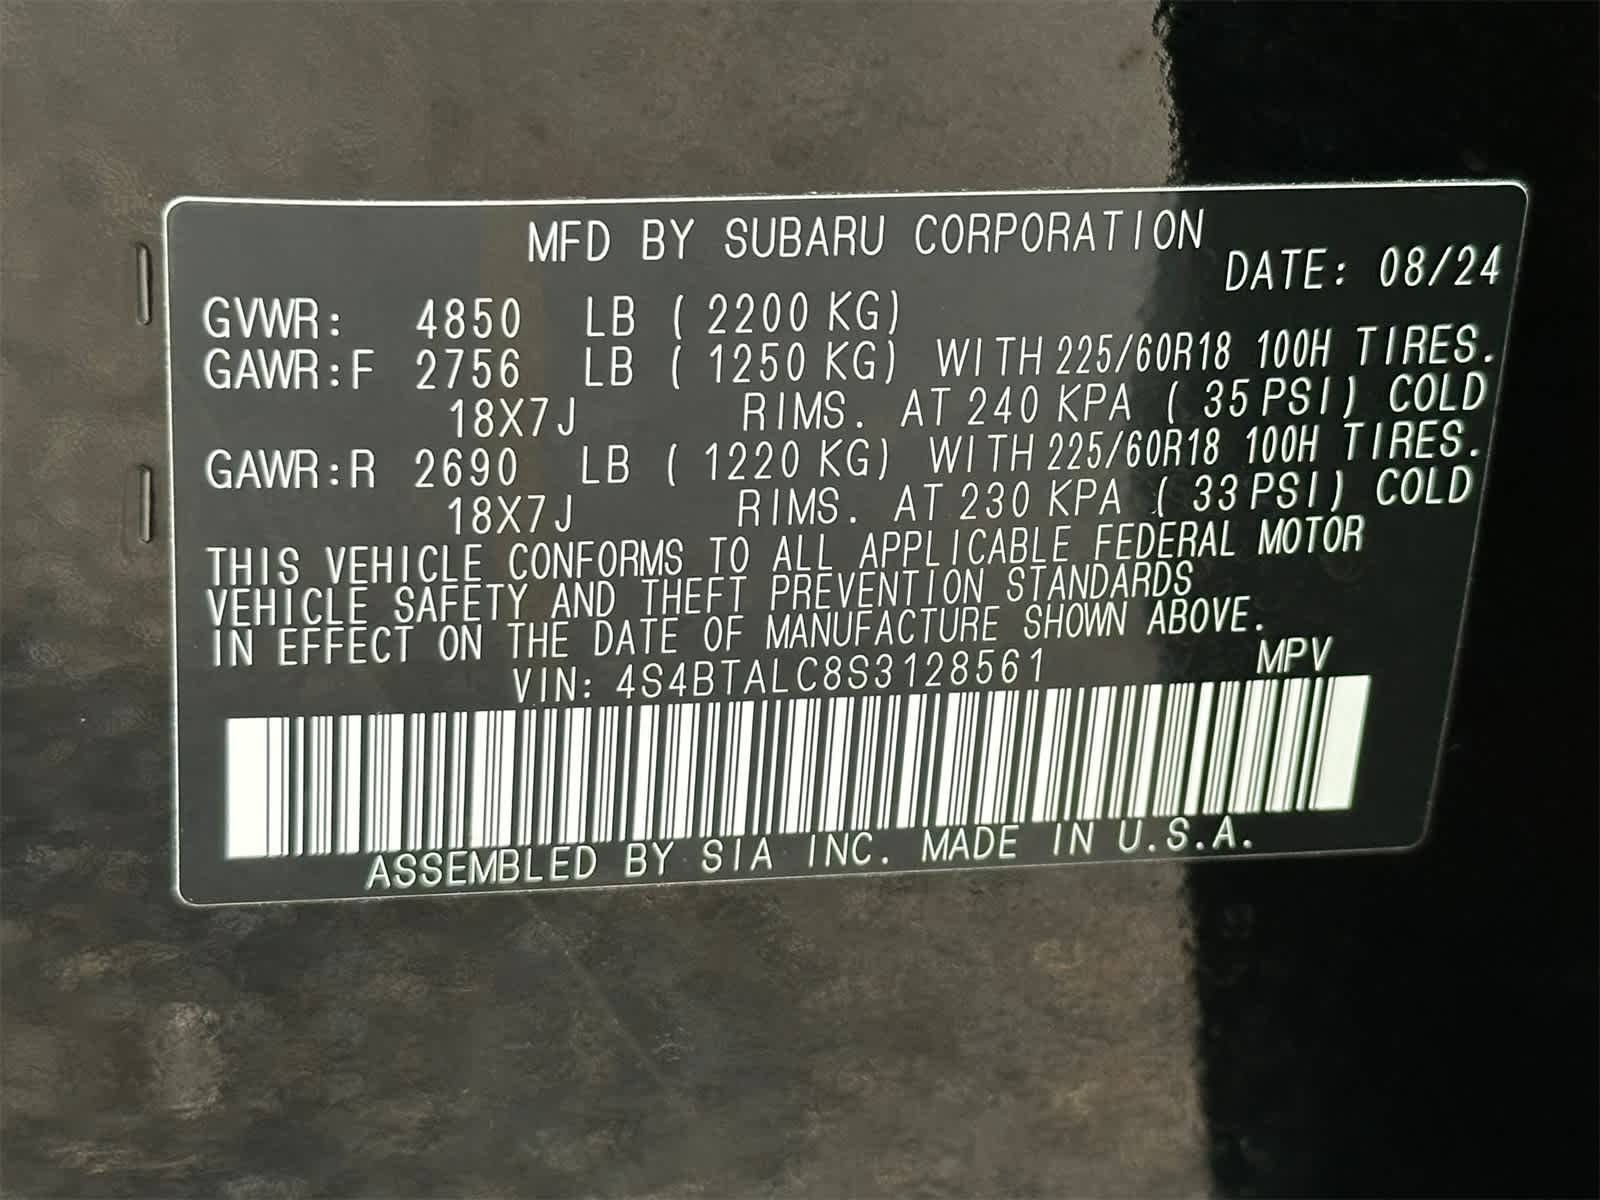 MFD BY SUBARU CORPORATION
DATE: 08/24
GVWR: 4850 LB ( 2200 KG)
GAWR:F 2756 LB ( 1250 KG) WITH 225/60R18 100H TIRES.
18X7J RIMS. AT 240 KPA ( 35 PSI) COLD
GAWR:R 2690 LB ( 1220 KG) WITH 225/60R18 100H TIRES.
18X7J RIMS. AT 230 KPA ( 33 PSI) COLD
THIS VEHICLE CONFORMS TO ALL APPLICABLE FEDERAL MOTOR
VEHICLE SAFETY AND THEFT PREVENTION STANDARDS
IN EFFECT ON THE DATE OF MANUFACTURE SHOWN ABOVE.
VIN: 4S4BTALC8S3128561 MPV
ASSEMBLED BY SIA INC. MADE IN U.S.A.